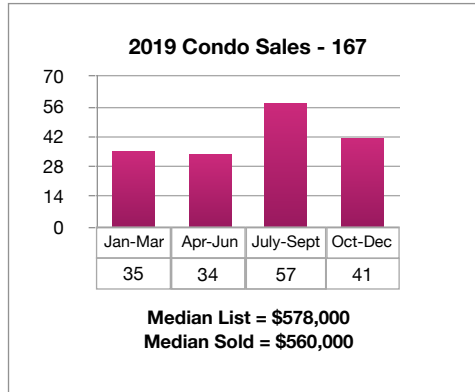 2019 Condo Sales - 167
70
56
42
28
14
0
Jan-Mar Apr-Jun July-Sept Oct-Dec
35 34 57 41
Median List = $578,000
Median Sold = $560,000